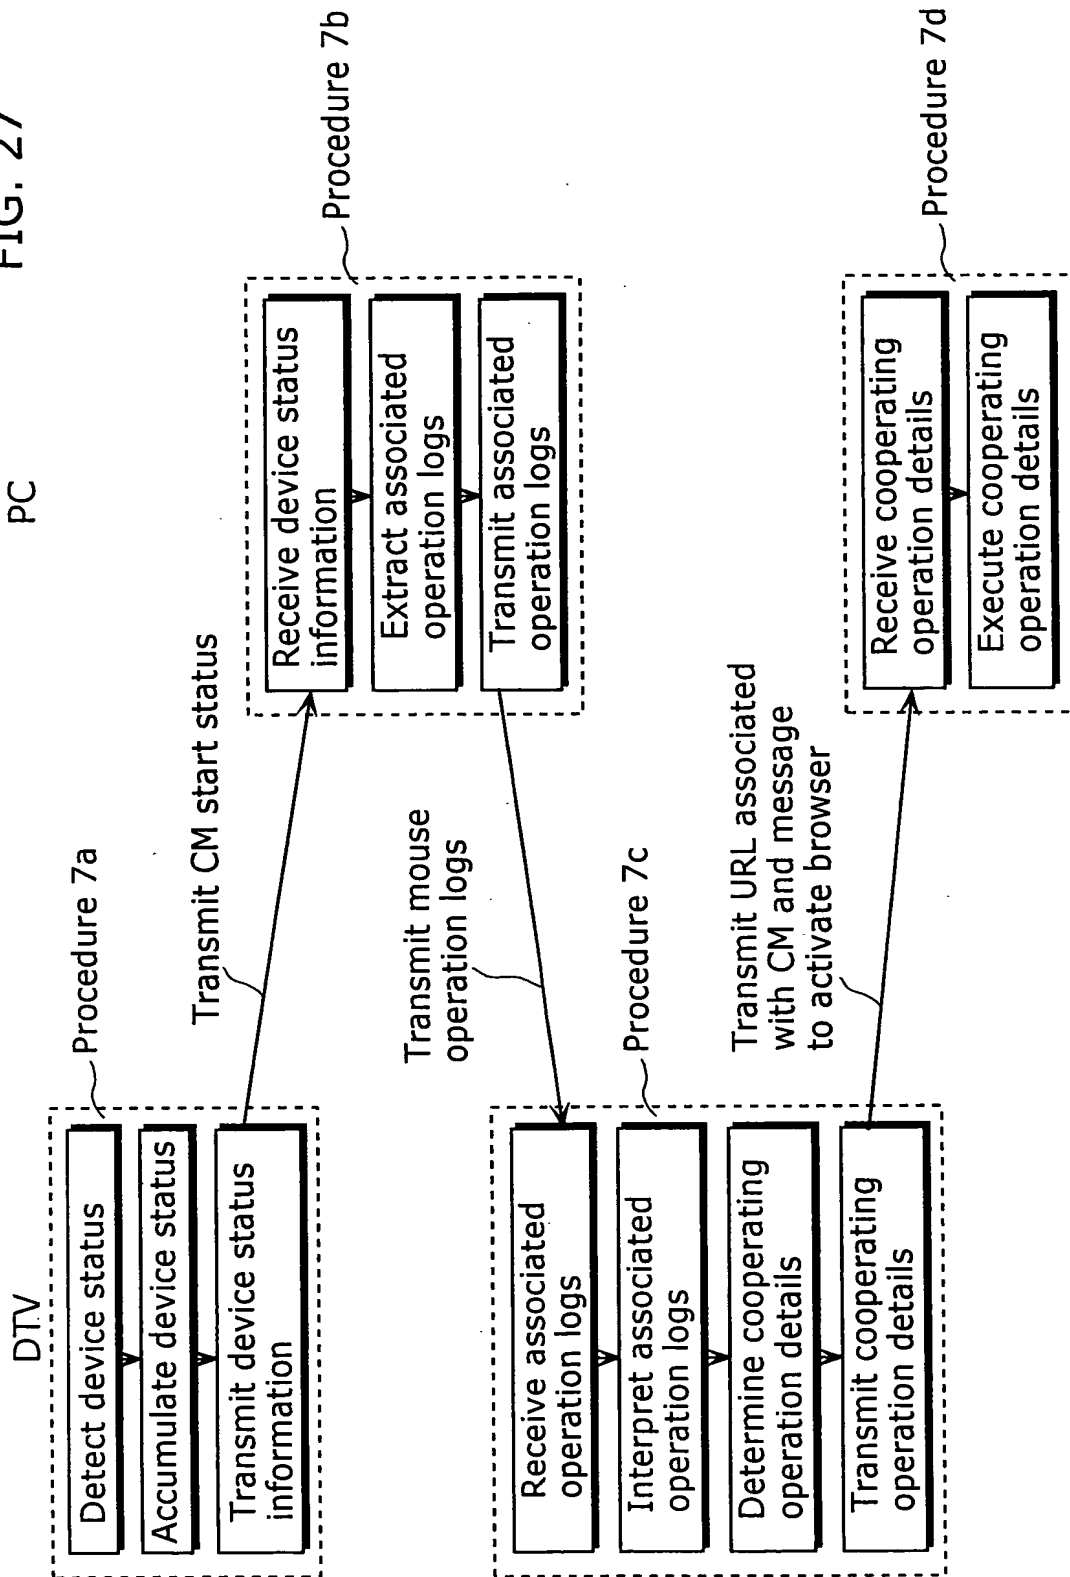 FIG. 27
DTV
PC
Procedure 7a
Detect device status
Accumulate device status
Transmit device status
information
Transmit CM start status
Procedure 7b
Receive device status
information
Extract associated
operation logs
Transmit associated
operation logs
Transmit mouse
operation logs
Procedure 7c
Receive associated
operation logs
Interpret associated
operation logs
Determine cooperating
operation details
Transmit cooperating
operation details
Transmit URL associated
with CM and message
to activate browser
Procedure 7d
Receive cooperating
operation details
Execute cooperating
operation details